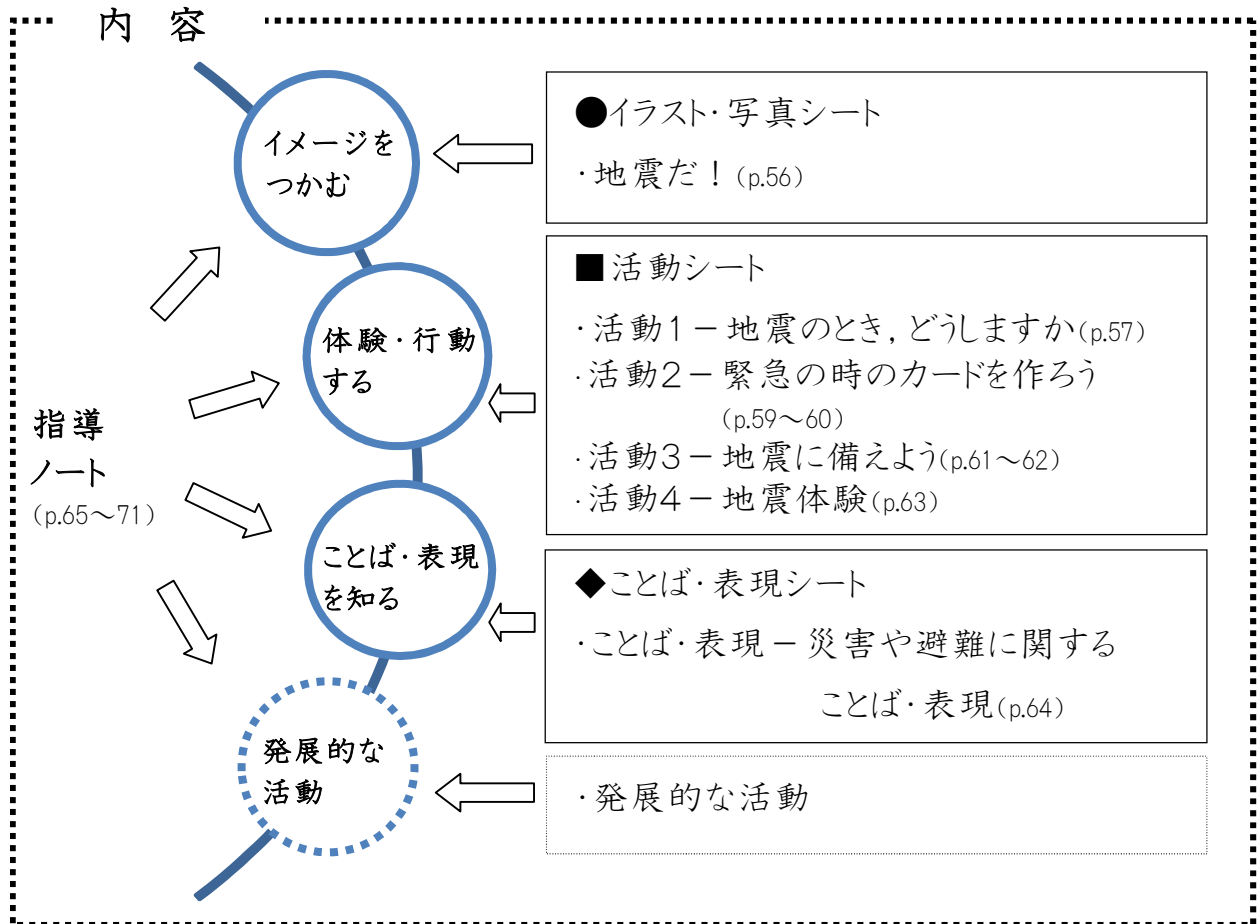 内 容
イメージを
つかむ
●イラスト・写真シート
・地震だ！(p.56)
体験・行動
する
■活動シート
・活動1－地震のとき，どうしますか(p.57)
・活動2－緊急の時のカードを作ろう
(p.59～60)
・活動3－地震に備えよう(p.61～62)
・活動4－地震体験(p.63)
指導
ノート
(p.65～71)
ことば・表現
を知る
◆ことば・表現シート
・ことば・表現－災害や避難に関する
ことば・表現(p.64)
発展的な
活動
・発展的な活動